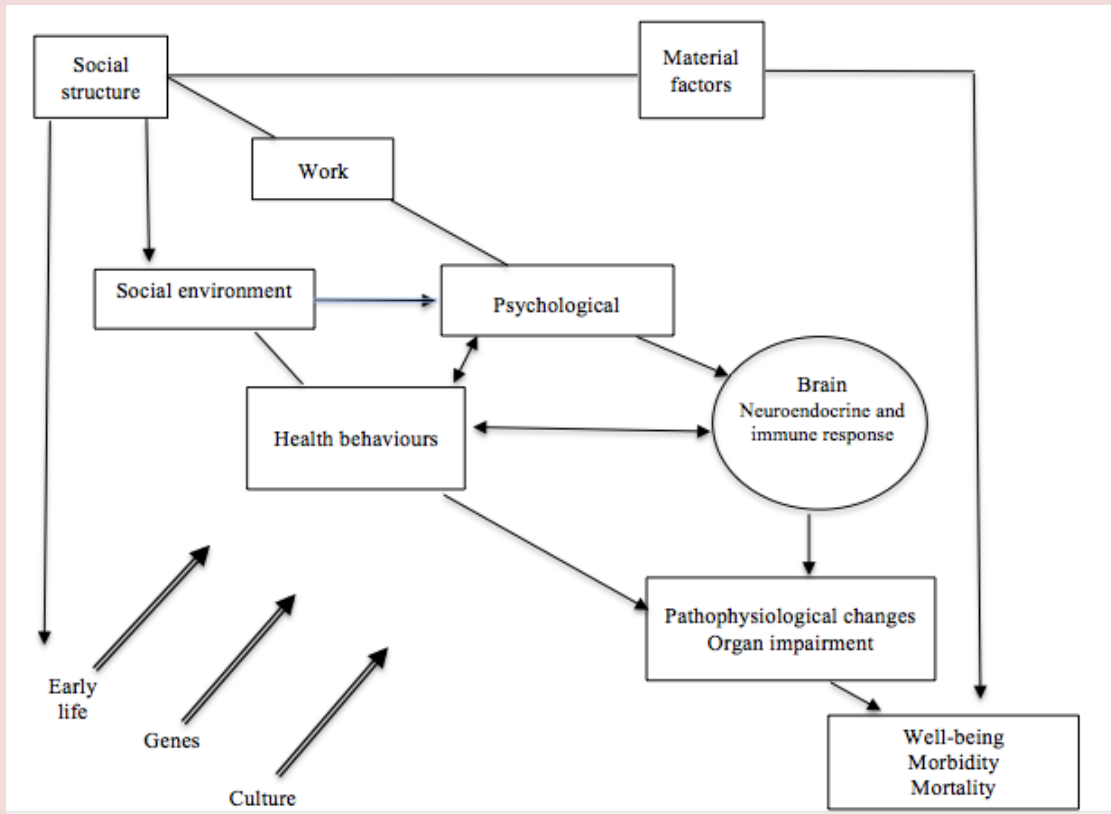 Social
structure
Material
factors
Work
Social environment
Psychological
Brain
Neuroendocrine and
immune response
Health behaviours
Pathophysiological changes
Organ impairment
Early
life
Genes
Culture
Well-being
Morbidity
Mortality